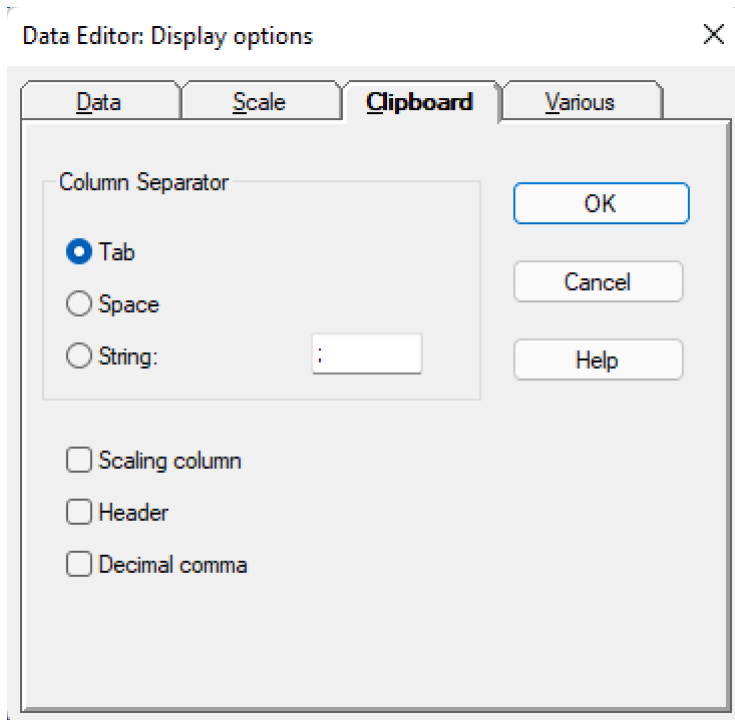 Data Editor: Display options
Data Scale Clipboard Various
Column Separator
OK
Tab
Cancel
Space
String: ;
Help
Scaling column
Header
Decimal comma